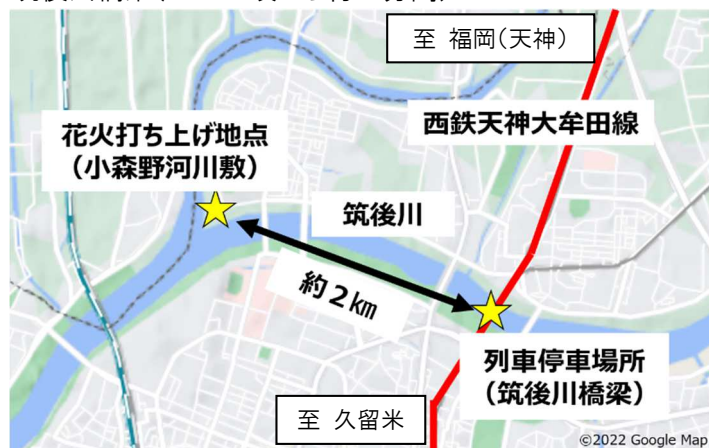 至 福岡(天神)
西鉄天神大牟田線
花火打ち上げ地点
(小森野河川敷)
筑後川
約2㎞
列車停車場所
(筑後川橋梁)
至 久留米
©2022 Google Map